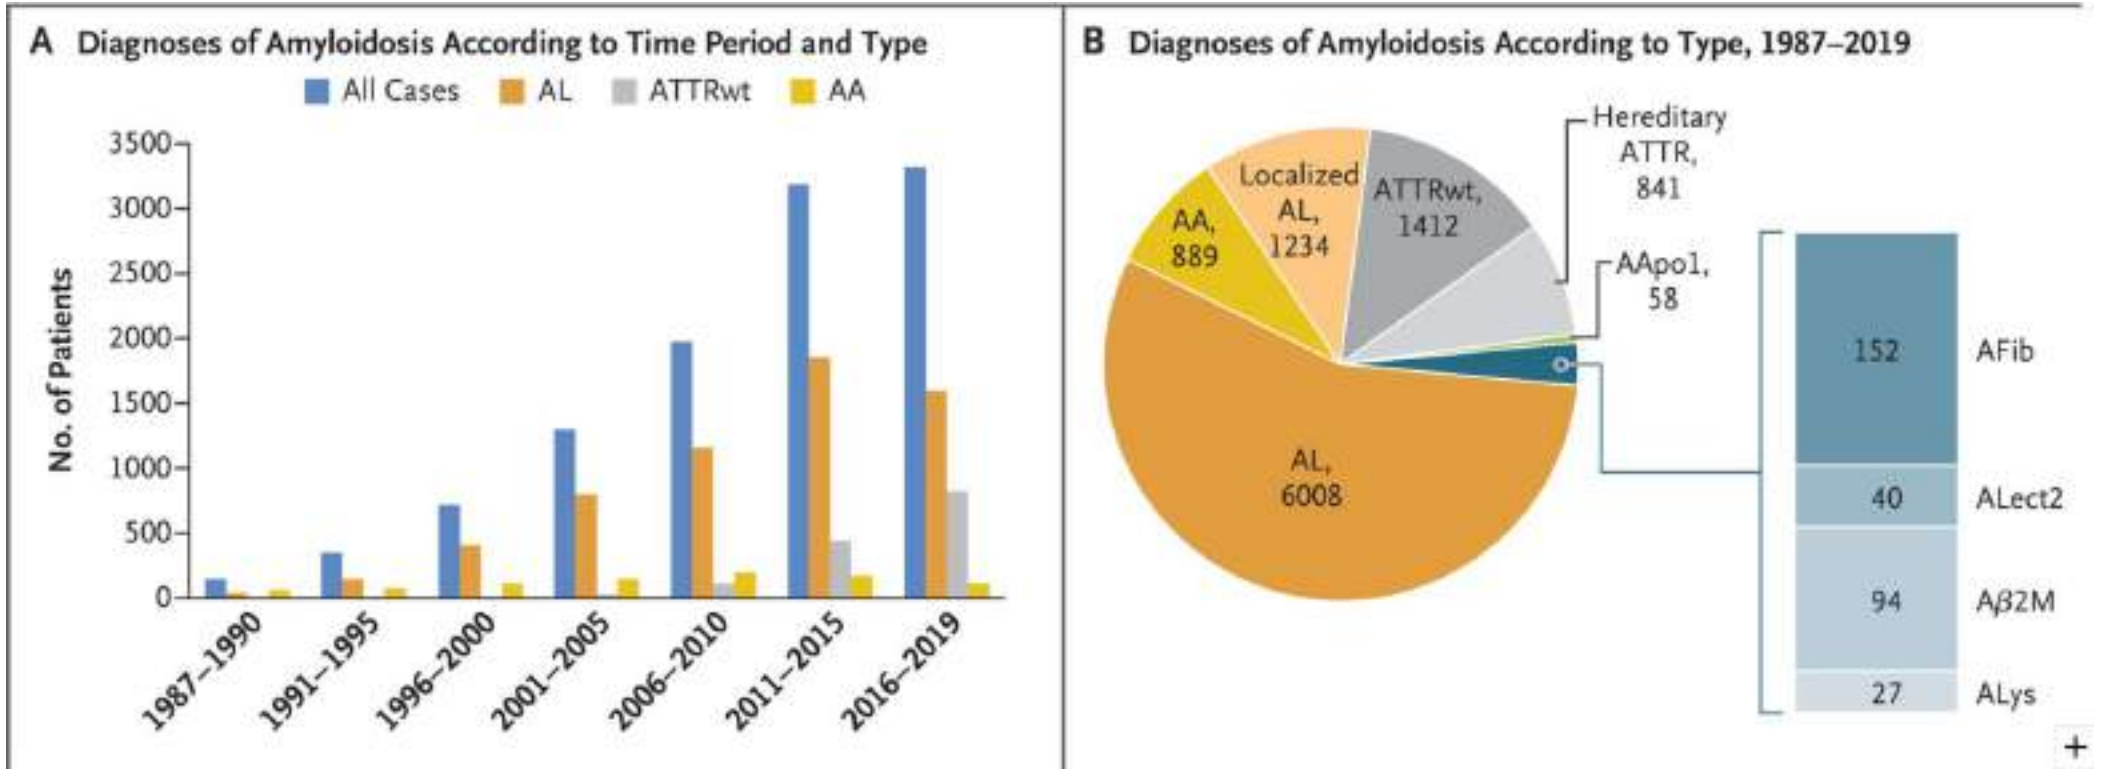 A Diagnoses of Amyloidosis According to Time Period and Type
All Cases AL ATTRwt AA
3500
3000
2500
2000
1500
1000
500
0
No. of Patients
1987–1990
1991–1995
1996–2000
2001–2005
2006–2010
2011–2015
2016–2019
B Diagnoses of Amyloidosis According to Type, 1987–2019
Hereditary
ATTR,
841
Localized
AL,
1234
ATTRwt,
1412
AA,
889
AApo1,
58
AL,
6008
152 AFib
40 ALect2
94 Aβ2M
27 ALys
+